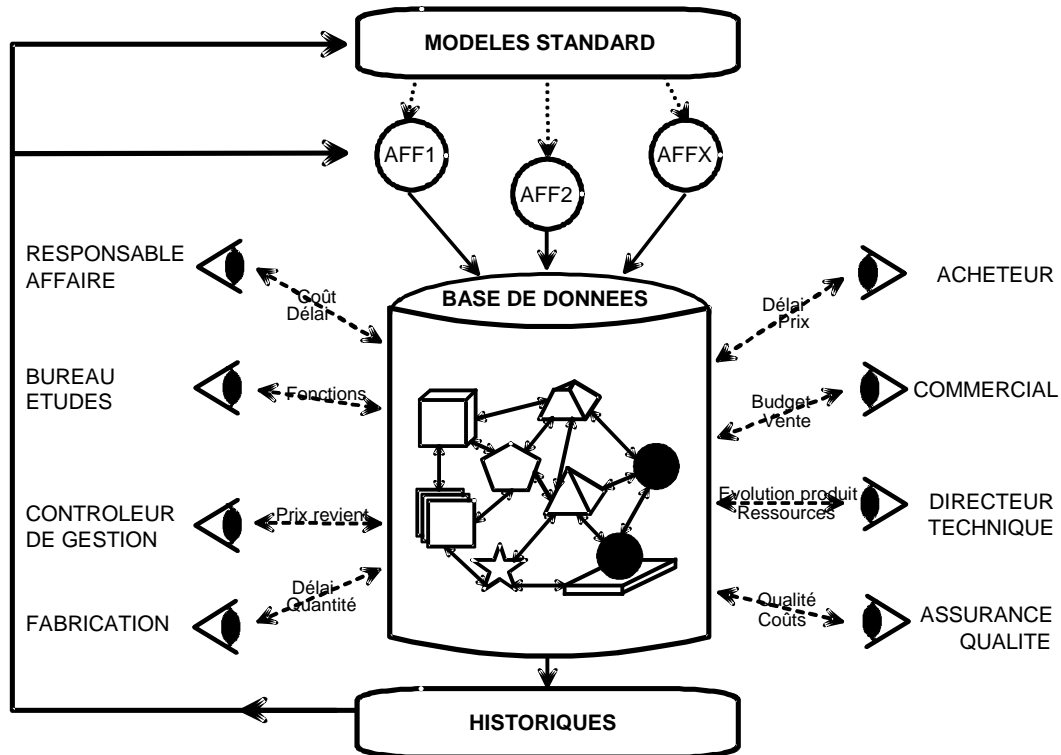 MODELES STANDARD
AFF1
AFF2
AFFX
RESPONSABLE
AFFAIRE
Coût
Délai
BASE DE DONNEES
Délai
Prix
ACHETEUR
BUREAU
ETUDES
Fonctions
Budget
Vente
COMMERCIAL
CONTROLEUR
DE GESTION
Prix revient
Evolution produit
Ressources
DIRECTEUR
TECHNIQUE
FABRICATION
Délai
Quantité
Qualité
Coûts
ASSURANCE
QUALITE
HISTORIQUES